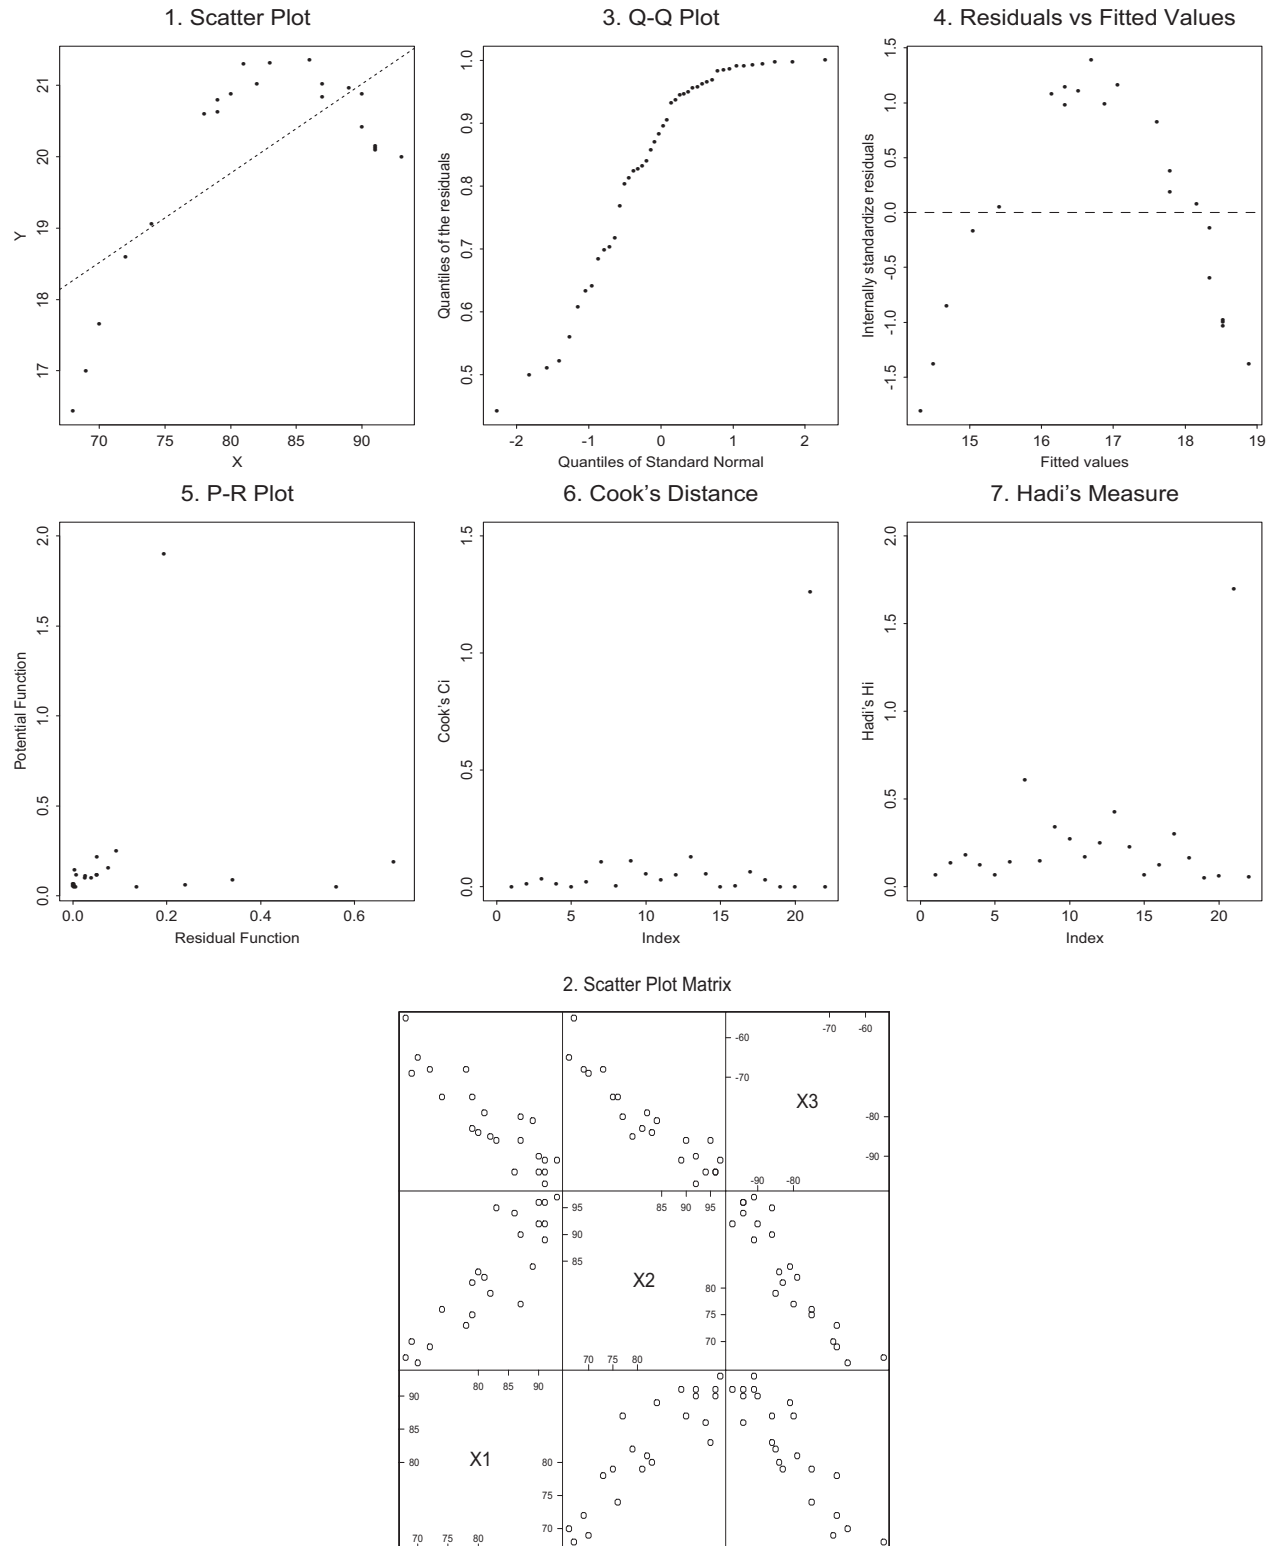 1. Scatter Plot
3. Q-Q Plot
4. Residuals vs Fitted Values
Y
21
20
19
18
17
70 75 80 85 90
X
Quantiles of the residuals
1.0
0.9
0.8
0.7
0.6
0.5
-2 -1 0 1 2
Quantiles of Standard Normal
Internally standardize residuals
1.5
1.0
0.5
0.0
-0.5
-1.0
-1.5
15 16 17 18 19
Fitted values
5. P-R Plot
6. Cook's Distance
7. Hadi's Measure
Potential Function
2.0
1.5
1.0
0.5
0.0
0.0 0.2 0.4 0.6
Residual Function
Cook's Ci
1.5
1.0
0.5
0.0
0 5 10 15 20
Index
Hadi's Hi
2.0
1.5
1.0
0.5
0.0
0 5 10 15 20
Index
2. Scatter Plot Matrix
-70 -60
-60
-70
X3
-80
-90
-90 -80
85 90 95
95
90
85
X2
80
75
70
70 75 80
80 85 90
90
85
80
X1
80
75
70
70 75 80